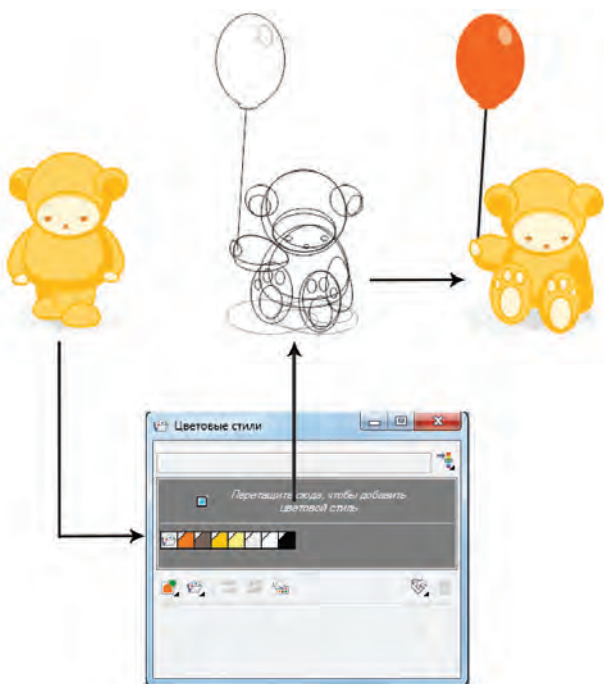 Цветовые стили
Перетащите сюда, чтобы добавить
цветовой стиль